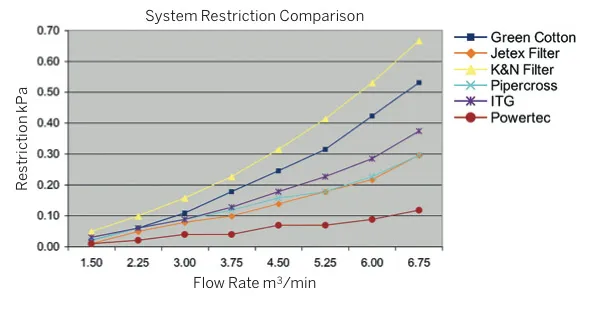 System Restriction Comparison
0.70
0.60
0.50
0.40
0.30
0.20
0.10
0.00
Restriction kPa
1.50 2.25 3.00 3.75 4.50 5.25 6.00 6.75
Flow Rate m³/min
Green Cotton
Jetex Filter
K&N Filter
Pipercross
ITG
Powertec